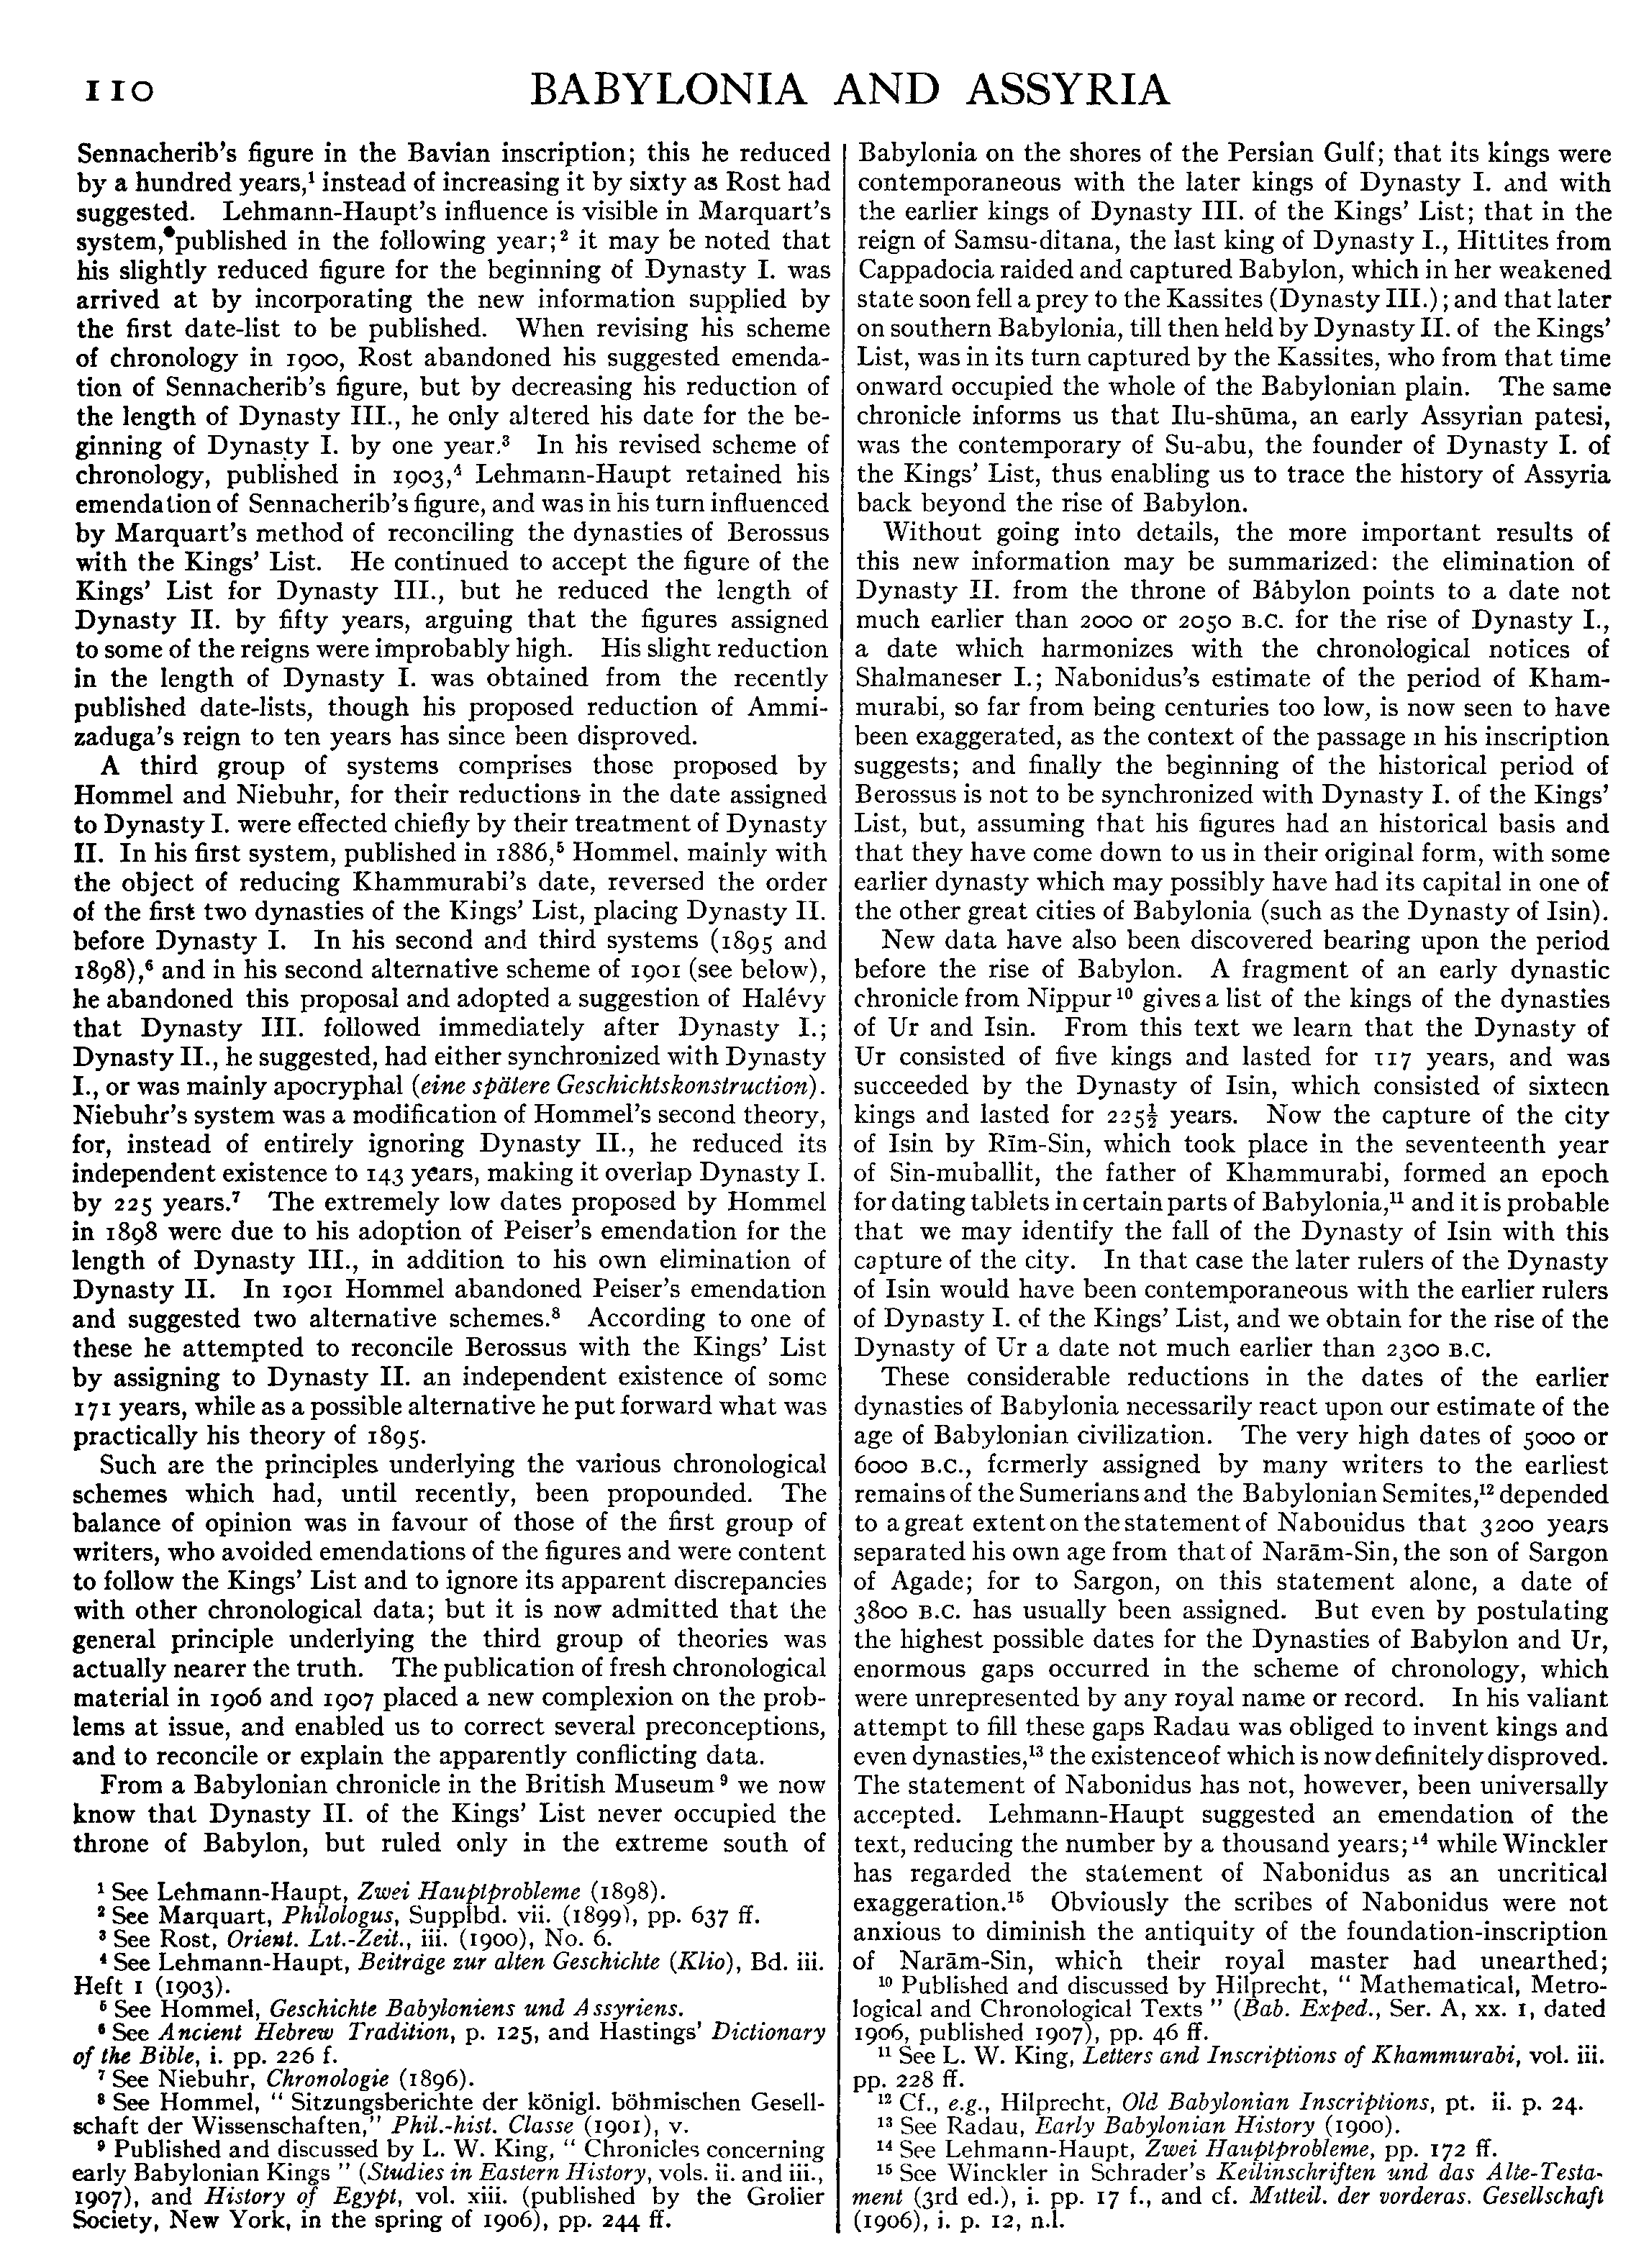 110
BABYLONIA AND ASSYRIA
Sennacherib's figure in the Bavian inscription; this he reduced
by a hundred years,¹ instead of increasing it by sixty as Rost had
suggested. Lehmann-Haupt's influence is visible in Marquart's
system, published in the following year;² it may be noted that
his slightly reduced figure for the beginning of Dynasty I. was
arrived at by incorporating the new information supplied by
the first date-list to be published. When revising his scheme
of chronology in 1900, Rost abandoned his suggested emenda-
tion of Sennacherib's figure, but by decreasing his reduction of
the length of Dynasty III., he only altered his date for the be-
ginning of Dynasty I. by one year.³ In his revised scheme of
chronology, published in 1903,⁴ Lehmann-Haupt retained his
emendation of Sennacherib's figure, and was in his turn influenced
by Marquart's method of reconciling the dynasties of Berossus
with the Kings' List. He continued to accept the figure of the
Kings' List for Dynasty III., but he reduced the length of
Dynasty II. by fifty years, arguing that the figures assigned
to some of the reigns were improbably high. His slight reduction
in the length of Dynasty I. was obtained from the recently
published date-lists, though his proposed reduction of Ammi-
zaduga's reign to ten years has since been disproved.
A third group of systems comprises those proposed by
Hommel and Niebuhr, for their reductions in the date assigned
to Dynasty I. were effected chiefly by their treatment of Dynasty
II. In his first system, published in 1886,⁵ Hommel, mainly with
the object of reducing Khammurabi's date, reversed the order
of the first two dynasties of the Kings' List, placing Dynasty II.
before Dynasty I. In his second and third systems (1895 and
1898),⁶ and in his second alternative scheme of 1901 (see below),
he abandoned this proposal and adopted a suggestion of Halévy
that Dynasty III. followed immediately after Dynasty I.;
Dynasty II., he suggested, had either synchronized with Dynasty
I., or was mainly apocryphal (eine spätere Geschichtskonstruction).
Niebuhr's system was a modification of Hommel's second theory,
for, instead of entirely ignoring Dynasty II., he reduced its
independent existence to 143 years, making it overlap Dynasty I.
by 225 years.⁷ The extremely low dates proposed by Hommel
in 1898 were due to his adoption of Peiser's emendation for the
length of Dynasty III., in addition to his own elimination of
Dynasty II. In 1901 Hommel abandoned Peiser's emendation
and suggested two alternative schemes.⁸ According to one of
these he attempted to reconcile Berossus with the Kings' List
by assigning to Dynasty II. an independent existence of some
171 years, while as a possible alternative he put forward what was
practically his theory of 1895.
Such are the principles underlying the various chronological
schemes which had, until recently, been propounded. The
balance of opinion was in favour of those of the first group of
writers, who avoided emendations of the figures and were content
to follow the Kings' List and to ignore its apparent discrepancies
with other chronological data; but it is now admitted that the
general principle underlying the third group of theories was
actually nearer the truth. The publication of fresh chronological
material in 1906 and 1907 placed a new complexion on the prob-
lems at issue, and enabled us to correct several preconceptions,
and to reconcile or explain the apparently conflicting data.
From a Babylonian chronicle in the British Museum⁹ we now
know that Dynasty II. of the Kings' List never occupied the
throne of Babylon, but ruled only in the extreme south of
¹ See Lehmann-Haupt, Zwei Hauptprobleme (1898).
² See Marquart, Philologus, Supplbd. vii. (1899), pp. 637 ff.
³ See Rost, Orient. Lit.-Zeit., iii. (1900), No. 6.
⁴ See Lehmann-Haupt, Beiträge zur alten Geschichte (Klio), Bd. iii.
Heft 1 (1903).
⁵ See Hommel, Geschichte Babyloniens und Assyriens.
⁶ See Ancient Hebrew Tradition, p. 125, and Hastings' Dictionary
of the Bible, i. pp. 226 f.
⁷ See Niebuhr, Chronologie (1896).
⁸ See Hommel, "Sitzungsberichte der königl. böhmischen Gesell-
schaft der Wissenschaften," Phil.-hist. Classe (1901), v.
⁹ Published and discussed by L. W. King, "Chronicles concerning
early Babylonian Kings" (Studies in Eastern History, vols. ii. and iii.,
1907), and History of Egypt, vol. xiii. (published by the Grolier
Society, New York, in the spring of 1906), pp. 244 ff.
Babylonia on the shores of the Persian Gulf; that its kings were
contemporaneous with the later kings of Dynasty I. and with
the earlier kings of Dynasty III. of the Kings' List; that in the
reign of Samsu-ditana, the last king of Dynasty I., Hittites from
Cappadocia raided and captured Babylon, which in her weakened
state soon fell a prey to the Kassites (Dynasty III.); and that later
on southern Babylonia, till then held by Dynasty II. of the Kings'
List, was in its turn captured by the Kassites, who from that time
onward occupied the whole of the Babylonian plain. The same
chronicle informs us that Ilu-shūma, an early Assyrian patesi,
was the contemporary of Su-abu, the founder of Dynasty I. of
the Kings' List, thus enabling us to trace the history of Assyria
back beyond the rise of Babylon.
Without going into details, the more important results of
this new information may be summarized: the elimination of
Dynasty II. from the throne of Babylon points to a date not
much earlier than 2000 or 2050 B.C. for the rise of Dynasty I.,
a date which harmonizes with the chronological notices of
Shalmaneser I.; Nabonidus's estimate of the period of Kham-
murabi, so far from being centuries too low, is now seen to have
been exaggerated, as the context of the passage in his inscription
suggests; and finally the beginning of the historical period of
Berossus is not to be synchronized with Dynasty I. of the Kings'
List, but, assuming that his figures had an historical basis and
that they have come down to us in their original form, with some
earlier dynasty which may possibly have had its capital in one of
the other great cities of Babylonia (such as the Dynasty of Isin).
New data have also been discovered bearing upon the period
before the rise of Babylon. A fragment of an early dynastic
chronicle from Nippur¹⁰ gives a list of the kings of the dynasties
of Ur and Isin. From this text we learn that the Dynasty of
Ur consisted of five kings and lasted for 117 years, and was
succeeded by the Dynasty of Isin, which consisted of sixteen
kings and lasted for 225½ years. Now the capture of the city
of Isin by Rīm-Sin, which took place in the seventeenth year
of Sin-muballit, the father of Khammurabi, formed an epoch
for dating tablets in certain parts of Babylonia,¹¹ and it is probable
that we may identify the fall of the Dynasty of Isin with this
capture of the city. In that case the later rulers of the Dynasty
of Isin would have been contemporaneous with the earlier rulers
of Dynasty I. of the Kings' List, and we obtain for the rise of the
Dynasty of Ur a date not much earlier than 2300 B.C.
These considerable reductions in the dates of the earlier
dynasties of Babylonia necessarily react upon our estimate of the
age of Babylonian civilization. The very high dates of 5000 or
6000 B.C., formerly assigned by many writers to the earliest
remains of the Sumerians and the Babylonian Semites,¹² depended
to a great extent on the statement of Nabonidus that 3200 years
separated his own age from that of Narām-Sin, the son of Sargon
of Agade; for to Sargon, on this statement alone, a date of
3800 B.C. has usually been assigned. But even by postulating
the highest possible dates for the Dynasties of Babylon and Ur,
enormous gaps occurred in the scheme of chronology, which
were unrepresented by any royal name or record. In his valiant
attempt to fill these gaps Radau was obliged to invent kings and
even dynasties,¹³ the existence of which is now definitely disproved.
The statement of Nabonidus has not, however, been universally
accepted. Lehmann-Haupt suggested an emendation of the
text, reducing the number by a thousand years;¹⁴ while Winckler
has regarded the statement of Nabonidus as an uncritical
exaggeration.¹⁵ Obviously the scribes of Nabonidus were not
anxious to diminish the antiquity of the foundation-inscription
of Narām-Sin, which their royal master had unearthed;
¹⁰ Published and discussed by Hilprecht, "Mathematical, Metro-
logical and Chronological Texts" (Bab. Exped., Ser. A, xx. 1, dated
1906, published 1907), pp. 46 ff.
¹¹ See L. W. King, Letters and Inscriptions of Khammurabi, vol. iii.
pp. 228 ff.
¹² Cf., e.g., Hilprecht, Old Babylonian Inscriptions, pt. ii. p. 24.
¹³ See Radau, Early Babylonian History (1900).
¹⁴ See Lehmann-Haupt, Zwei Hauptprobleme, pp. 172 ff.
¹⁵ See Winckler in Schrader's Keilinschriften und das Alte-Testa-
ment (3rd ed.), i. pp. 17 f., and cf. Mitteil. der vorderas. Gesellschaft
(1906), i. p. 12, n.1.